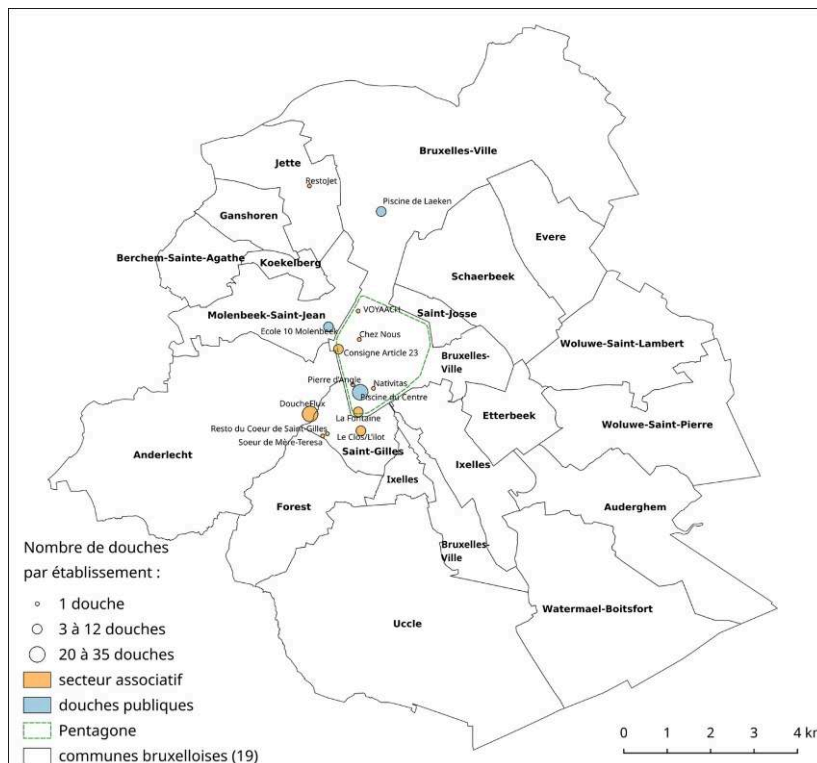 Bruxelles-Ville
Jette
RestoJet
Piscine de Laeken
Ganshoren
Evere
Berchem-Sainte-Agathe
Koekelberg
Schaerbeek
Molenbeek-Saint-Jean
VOYAACH
Saint-Josse
Ecole 10 Molenbeek
Chez Nous
Woluwe-Saint-Lambert
Consigne Article 23
Bruxelles-
Ville
Pierre d'Angle
Nativitas
Piscine du Centre
DoucheFlux
Etterbeek
La Fontaine
Woluwe-Saint-Pierre
Resto du Coeur de Saint-Gilles
Le Clos/L'ilot
Soeur de Mère-Teresa
Anderlecht
Saint-Gilles
Ixelles
Ixelles
Forest
Auderghem
Bruxelles-
Ville
Watermael-Boitsfort
Uccle
Nombre de douches
par établissement :
1 douche
3 à 12 douches
20 à 35 douches
secteur associatif
douches publiques
Pentagone
communes bruxelloises (19)
0 1 2 3 4 km